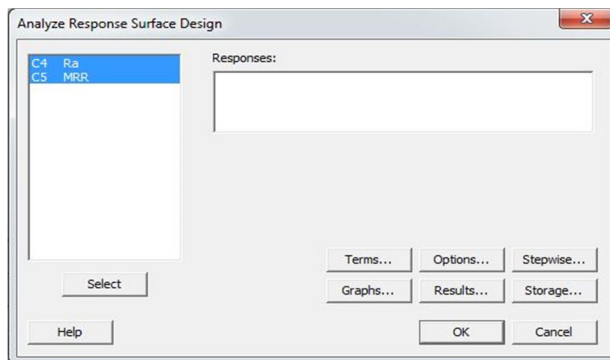 Analyze Response Surface Design
C4 Ra
C5 MRR
Responses:
Terms... Options... Stepwise...
Select
Graphs... Results... Storage...
Help OK Cancel